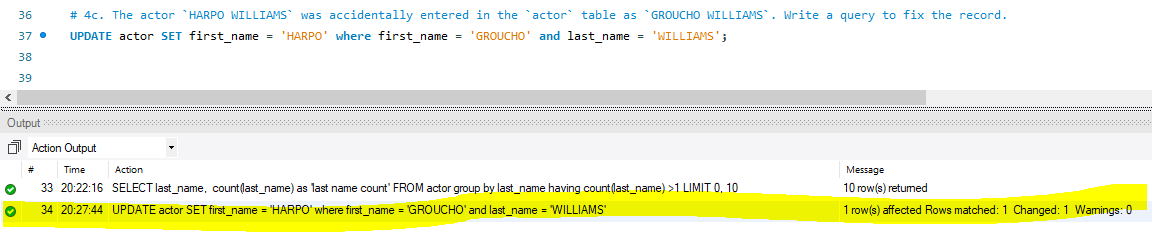 36 # 4c. The actor `HARPO WILLIAMS` was accidentally entered in the `actor` table as `GROUCHO WILLIAMS`. Write a query to fix the record.
37 UPDATE actor SET first_name = 'HARPO' where first_name = 'GROUCHO' and last_name = 'WILLIAMS';
38
39
Output
Action Output
# Time Action Message
33 20:22:16 SELECT last_name, count(last_name) as 'last name count' FROM actor group by last_name having count(last_name) >1 LIMIT 0, 10 10 row(s) returned
34 20:27:44 UPDATE actor SET first_name = 'HARPO' where first_name = 'GROUCHO' and last_name = 'WILLIAMS' 1 row(s) affected Rows matched: 1 Changed: 1 Warnings: 0